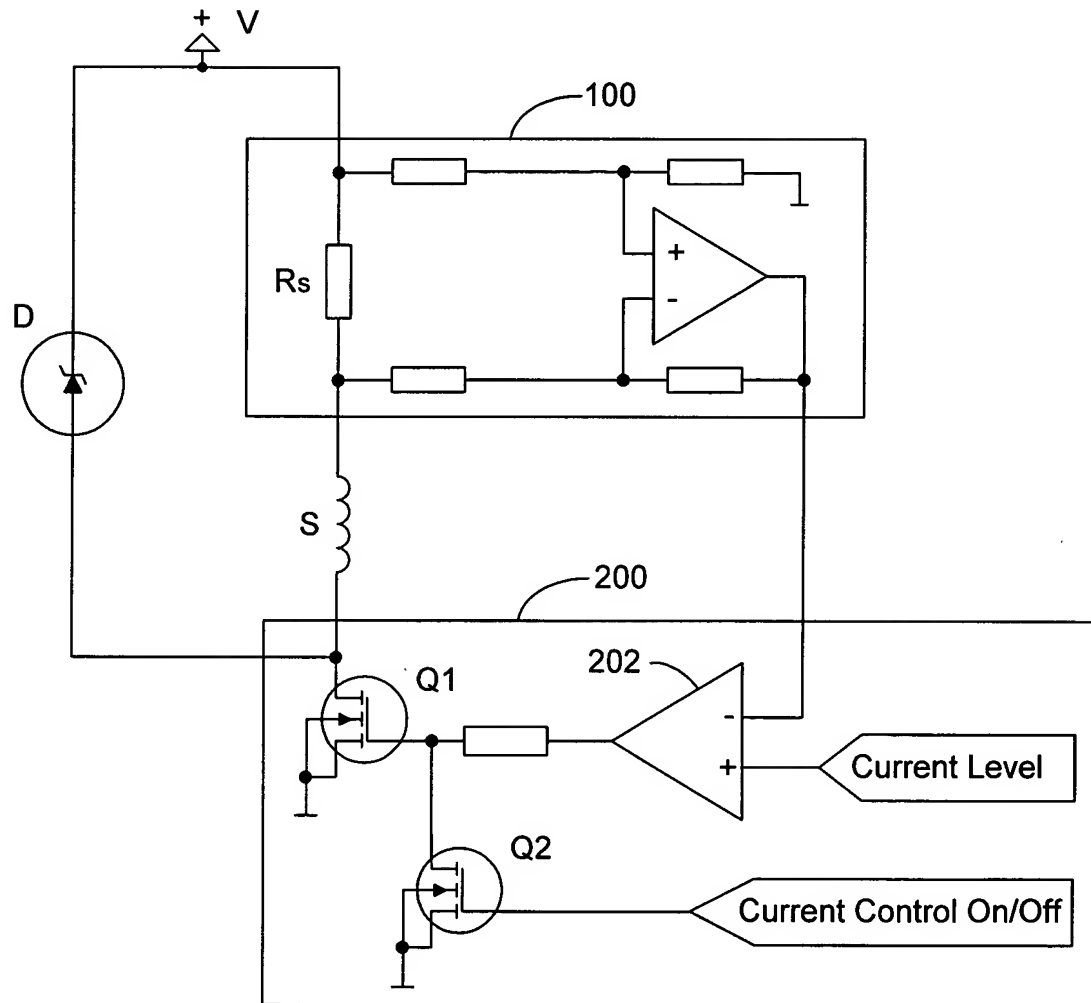 + V
100
+
Rs
-
D
S
200
202
Q1
-
+
Current Level
Q2
Current Control On/Off